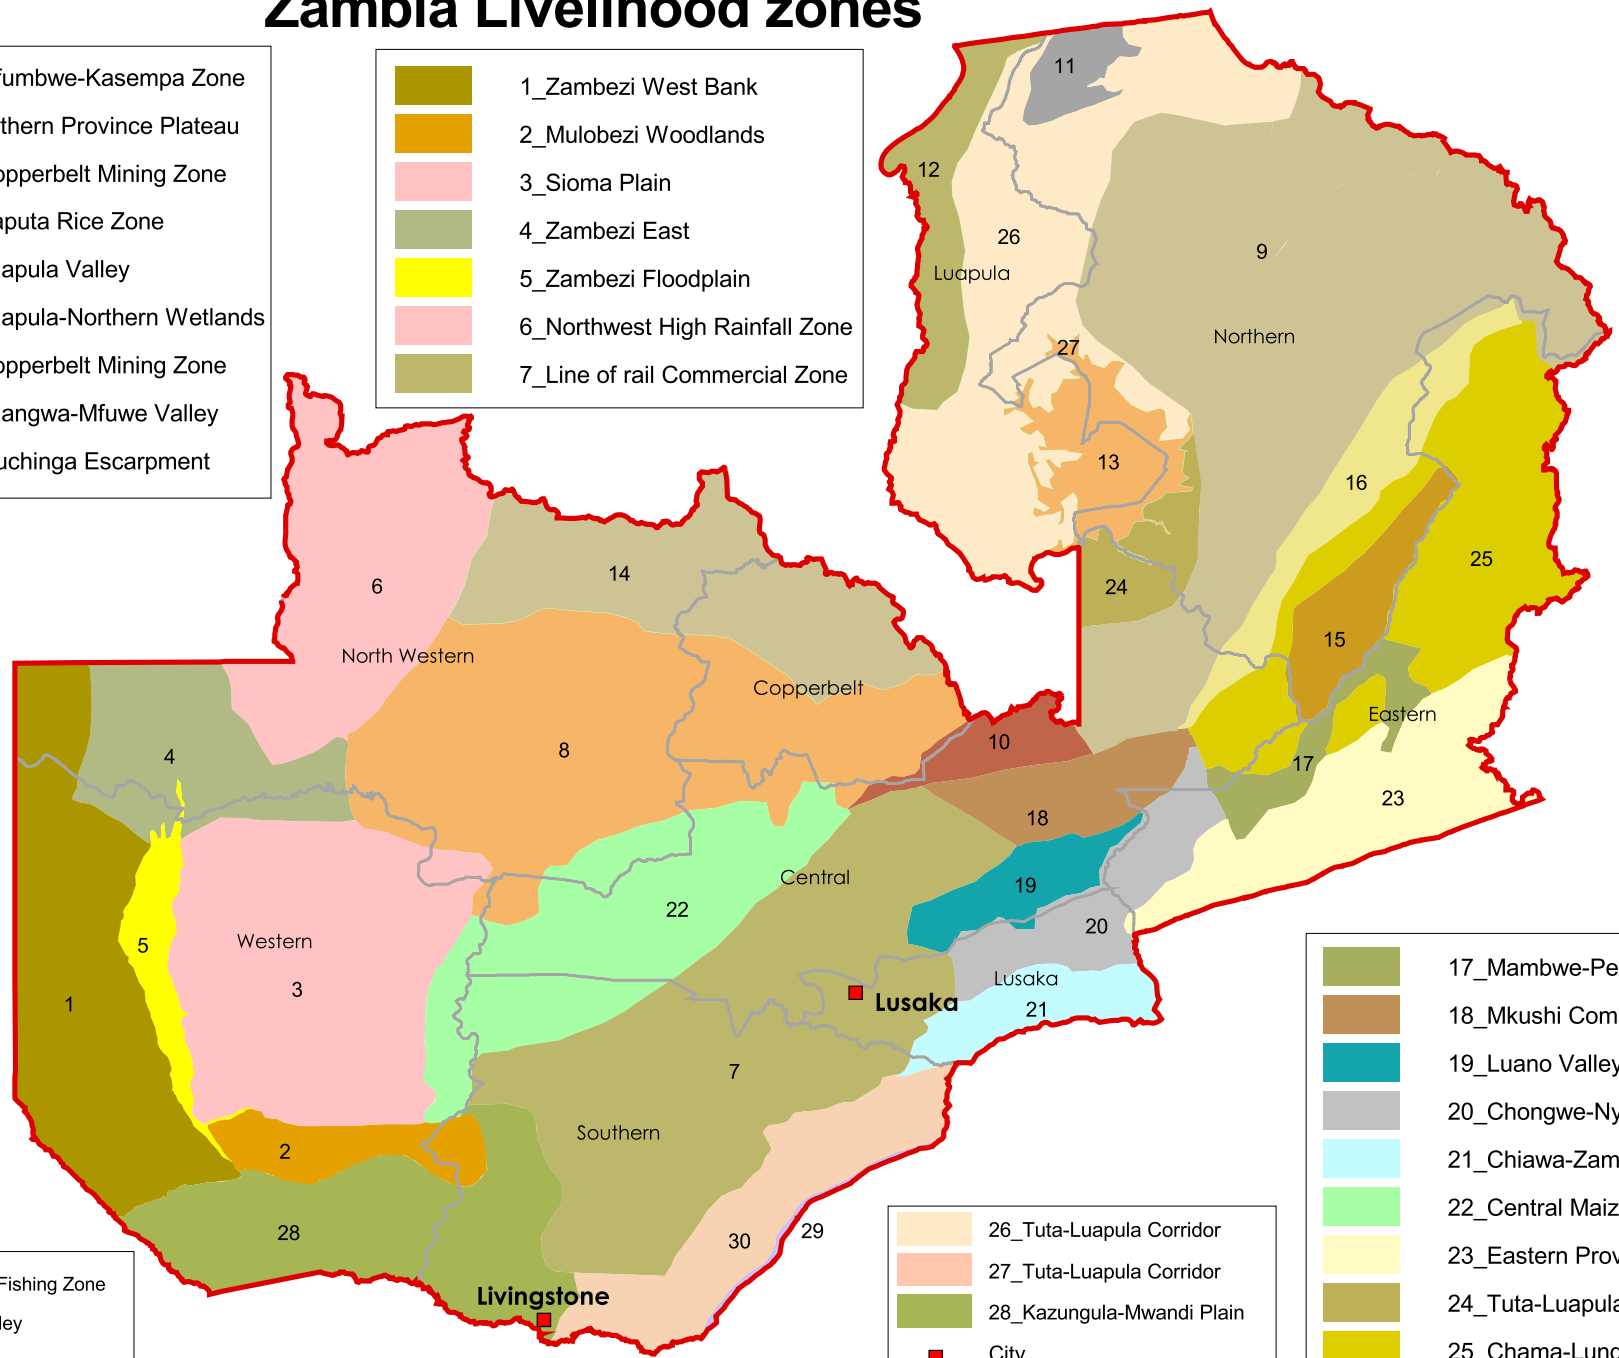 Zambia Livelihood zones
fumbwe-Kasempa Zone
thern Province Plateau
opperbelt Mining Zone
aputa Rice Zone
apula Valley
apula-Northern Wetlands
opperbelt Mining Zone
angwa-Mfuwe Valley
uchinga Escarpment
1_Zambezi West Bank
2_Mulobezi Woodlands
3_Sioma Plain
4_Zambezi East
5_Zambezi Floodplain
6_Northwest High Rainfall Zone
7_Line of rail Commercial Zone
11
12
26
9
Luapula
Northern
27
13
16
25
24
15
6
14
North Western
Copperbelt
Eastern
4
8
10
17
23
18
Central
19
22
20
5
Western
3
1
Lusaka
Lusaka
21
7
Southern
2
28
30
29
Livingstone
Fishing Zone
ley
26_Tuta-Luapula Corridor
27_Tuta-Luapula Corridor
28_Kazungula-Mwandi Plain
City
17_Mambwe-Pe
18_Mkushi Com
19_Luano Valley
20_Chongwe-Ny
21_Chiawa-Zam
22_Central Maiz
23_Eastern Prov
24_Tuta-Luapula
25_Chama-Lund